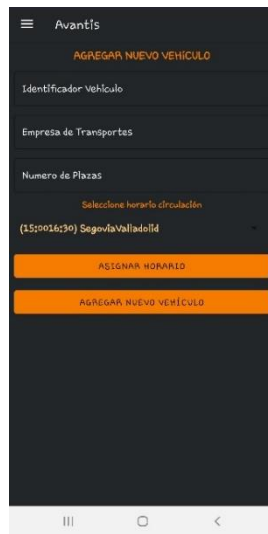 Avantis
AGREGAR NUEVO VEHÍCULO
Identificador Vehículo
Empresa de Transportes
Numero de Plazas
Seleccione horario circulación
(15:0016:30) SegoviaValladolid
ASIGNAR HORARIO
AGREGAR NUEVO VEHÍCULO